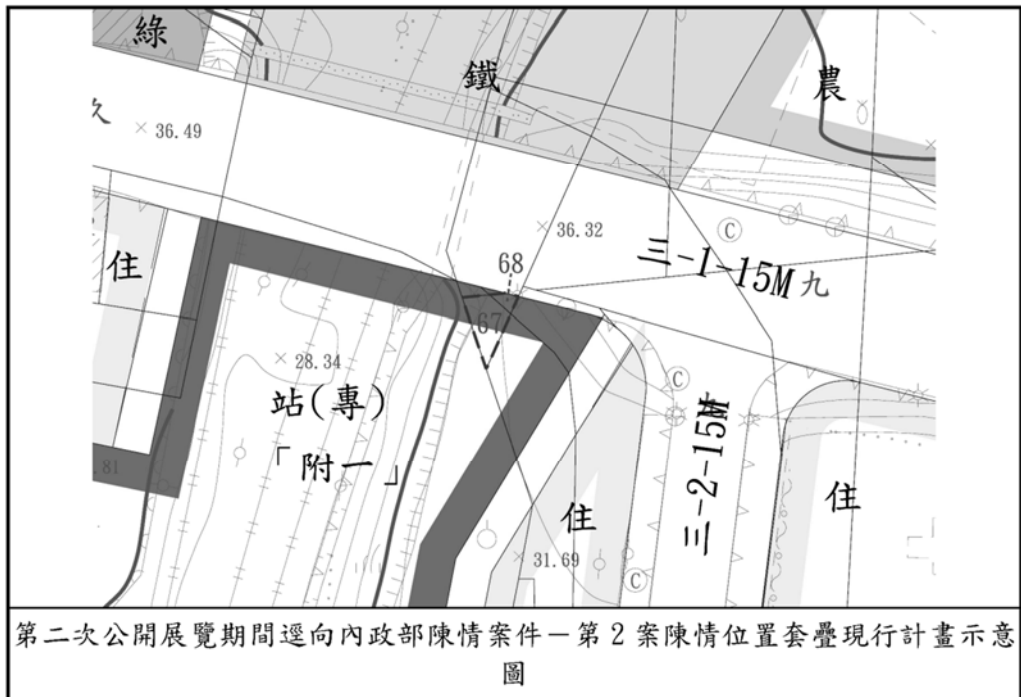 綠
鐵
農
36.49
36.32
三-1-15M
九
住
68
67
28.34
站(專)
「附一」
三-2-15M
住
住
31.69
.81
C
C
C
第二次公開展覽期間逕向內政部陳情案件－第 2 案陳情位置套疊現行計畫示意
圖